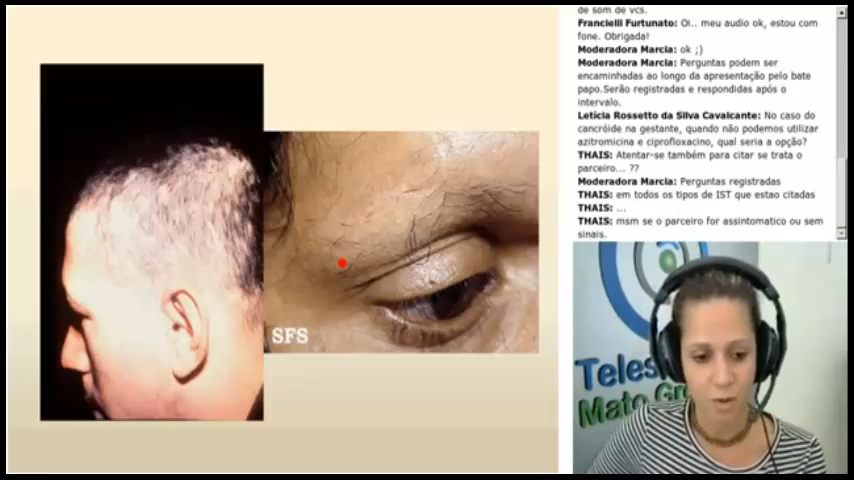 de som de vcs.
Francielli Furtunato: Oi.. meu audio ok, estou com
fone. Obrigada!
Moderadora Marcia: ok ;)
Moderadora Marcia: Perguntas podem ser
encaminhadas ao longo da apresentação pelo bate
papo.Serão registradas e respondidas após o
intervalo.
Letícia Rossetto da Silva Cavalcante: No caso do
cancróide na gestante, quando não podemos utilizar
azitromicina e ciprofloxacino, qual seria a opção?
THAIS: Atentar-se também para citar se trata o
parceiro... ??
Moderadora Marcia: Perguntas registradas
THAIS: em todos os tipos de IST que estao citadas
THAIS: ...
THAIS: msm se o parceiro for assintomatico ou sem
sinais.
SFS
Teles
Mato Gr